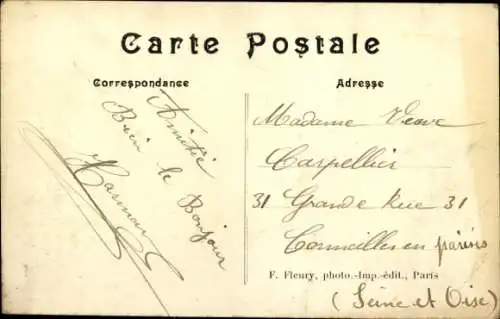 Carte Postale
Correspondance
Adresse
Amitié
Bien le Bonjour
Madame Veuve
Carpellier
31 Grande Rue 31
Cormeilles en parisis
F. Fleury, photo.-Imp.-édit., Paris
(Seine et Oise)